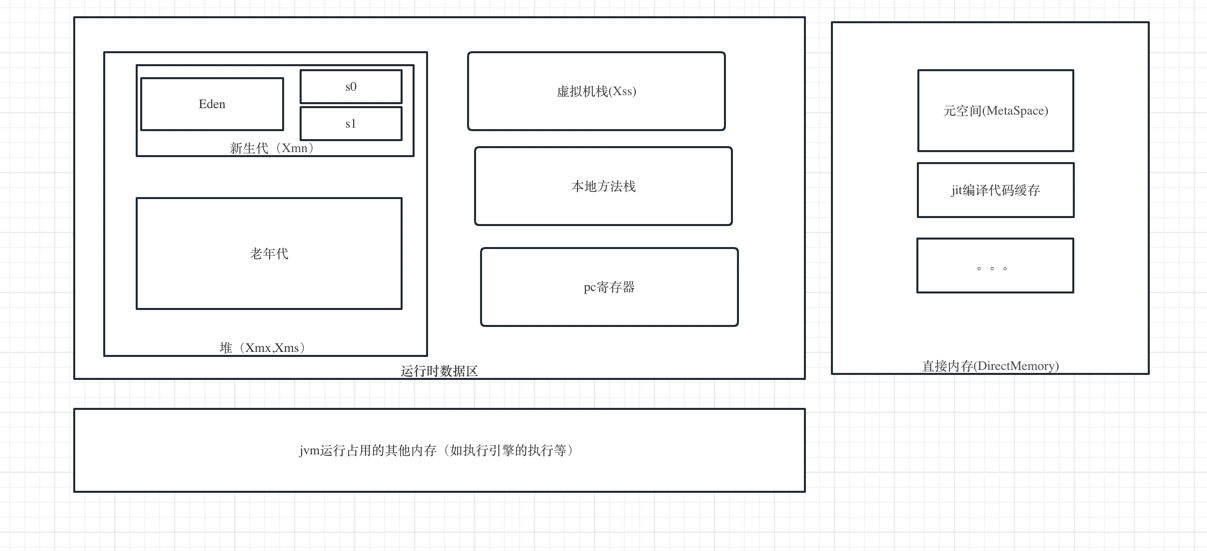 Eden
s0
s1
新生代（Xmn）
老年代
堆（Xmx,Xms）
虚拟机栈(Xss)
本地方法栈
pc寄存器
运行时数据区
元空间(MetaSpace)
jit编译代码缓存
。。。
直接内存(DirectMemory)
jvm运行占用的其他内存（如执行引擎的执行等）